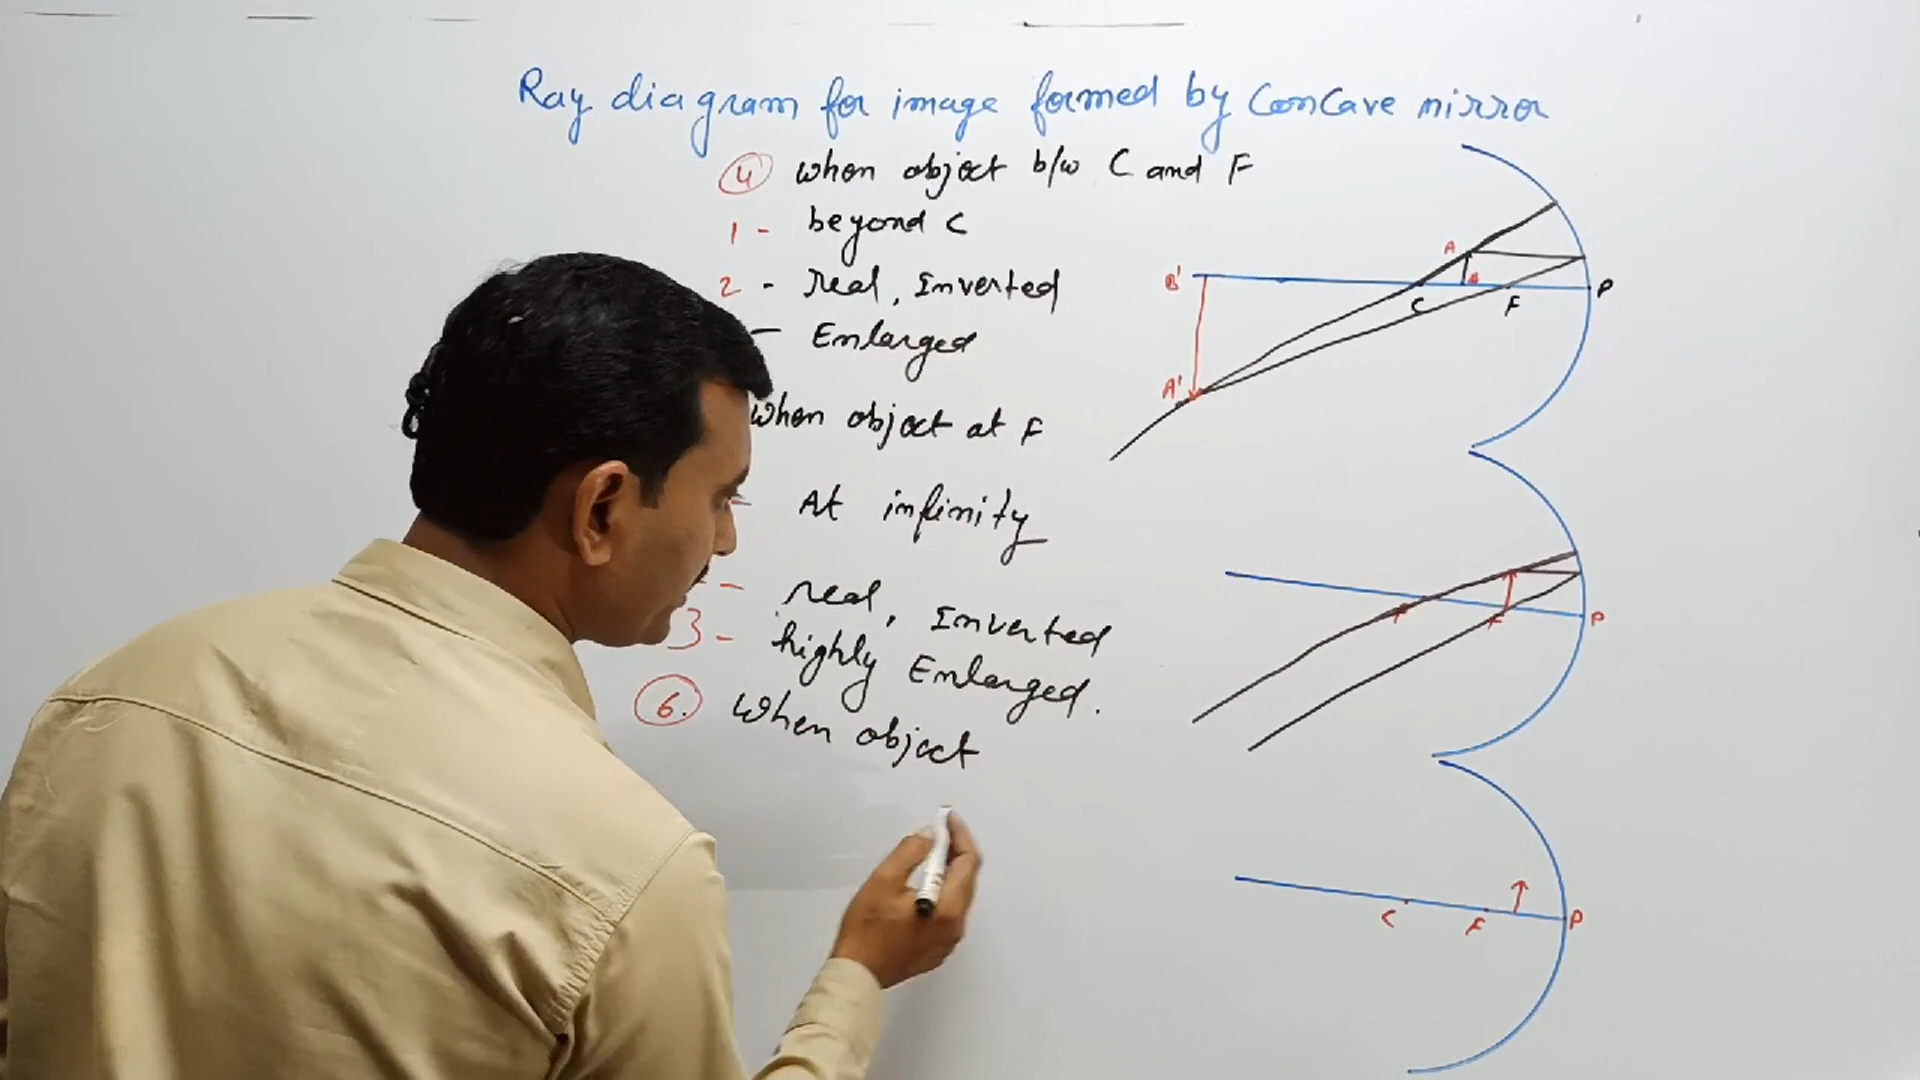 Ray diagram for image formed by Concave mirror
4 When object b/w C and F
1 - beyond C
2 - real, Inverted
- Enlarged
When object at F
- At infinity
- real, Inverted
3 - highly Enlarged.
6. When object
A
B
B'
C
F
P
A'
P
F
C
F
P